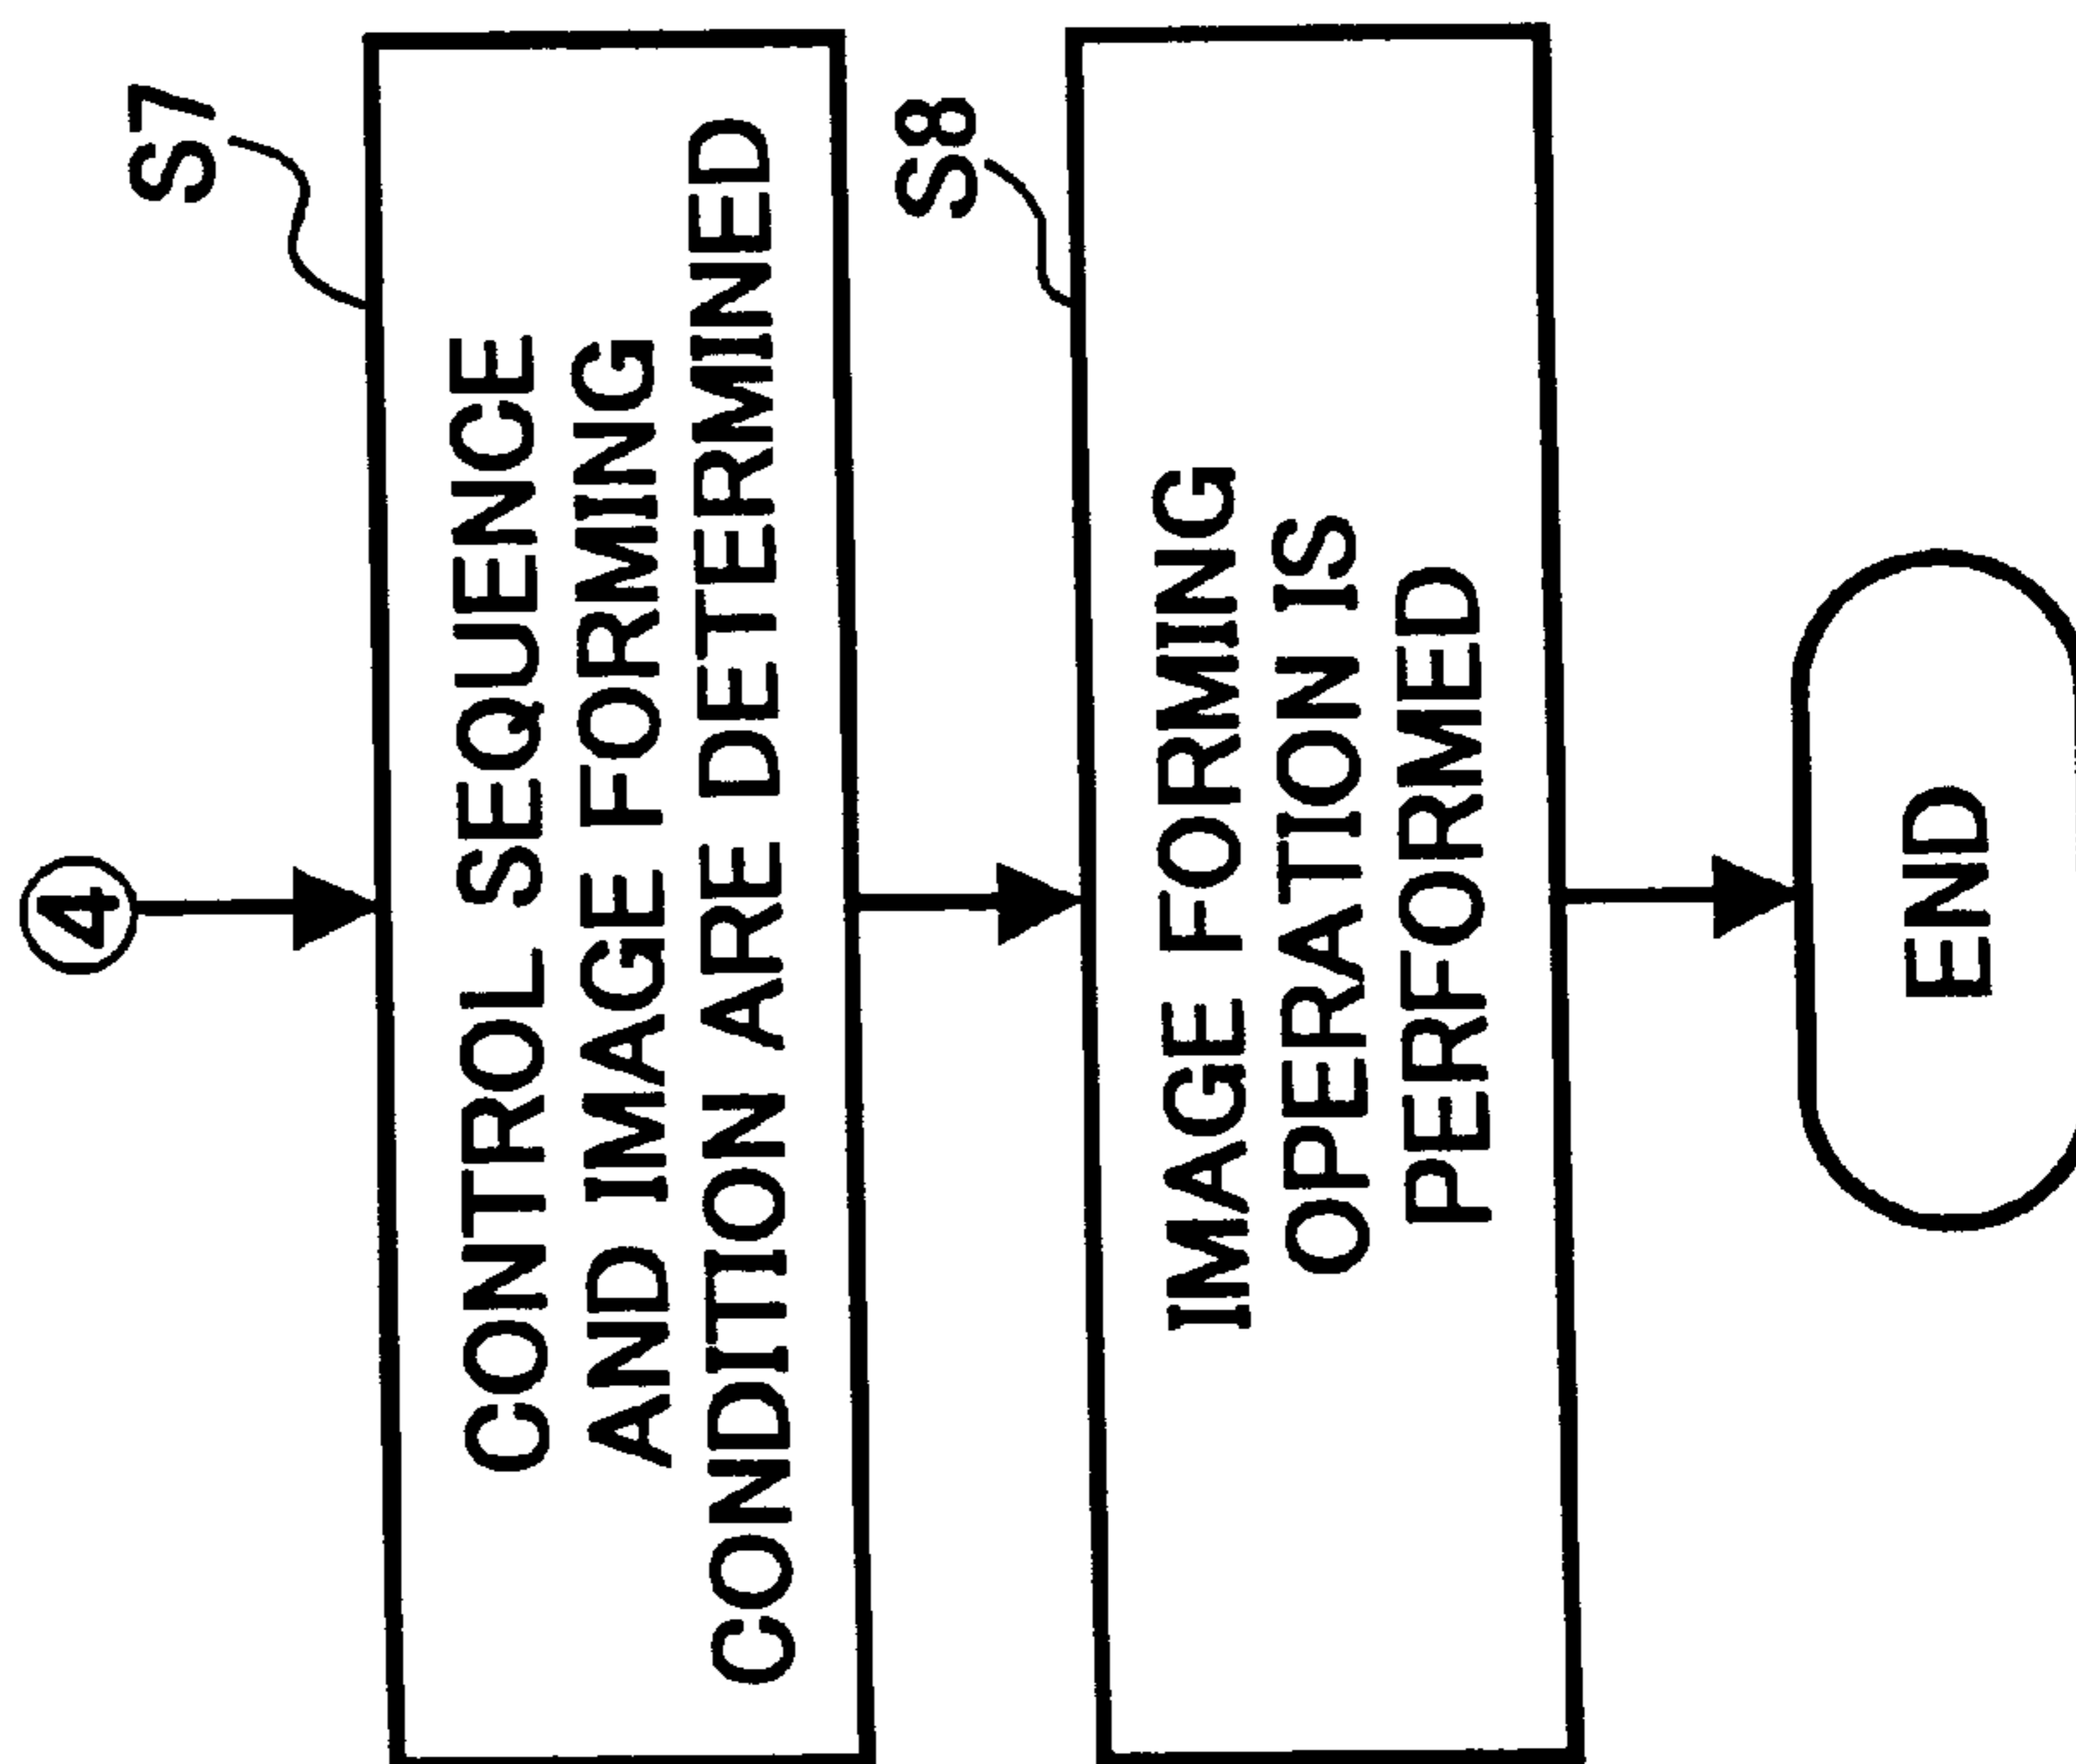 ④
S7
CONTROL SEQUENCE
AND IMAGE FORMING
CONDITION ARE DETERMINED
S8
IMAGE FORMING
OPERATION IS
PERFORMED
END